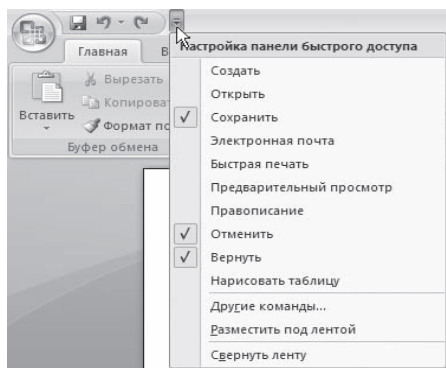 Настройка панели быстрого доступа
Главная
В
Создать
Вырезать
Открыть
Вставить
Сохранить
Формат по
Электронная почта
Буфер обмена
Быстрая печать
Предварительный просмотр
Правописание
Отменить
Вернуть
Нарисовать таблицу
Другие команды...
Разместить под лентой
Свернуть ленту